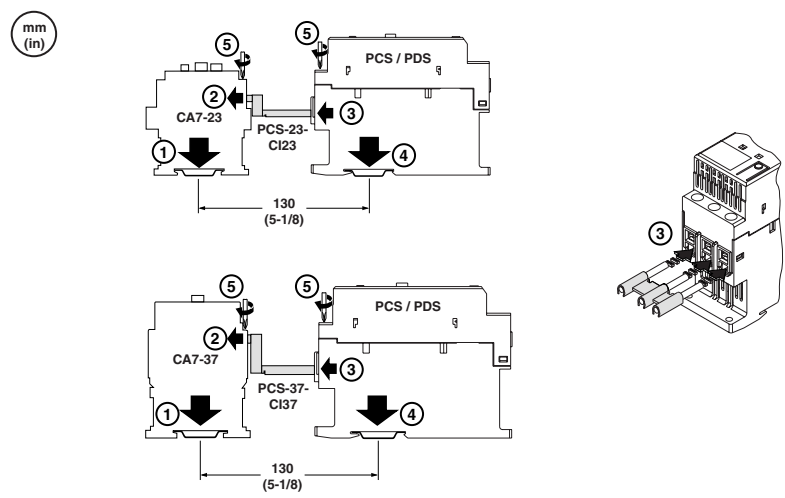 mm
(in)
5
5
PCS / PDS
2
CA7-23
3
PCS-23-
CI23
1
4
130
(5-1/8)
3
5
5
PCS / PDS
2
CA7-37
3
PCS-37-
CI37
1
4
130
(5-1/8)